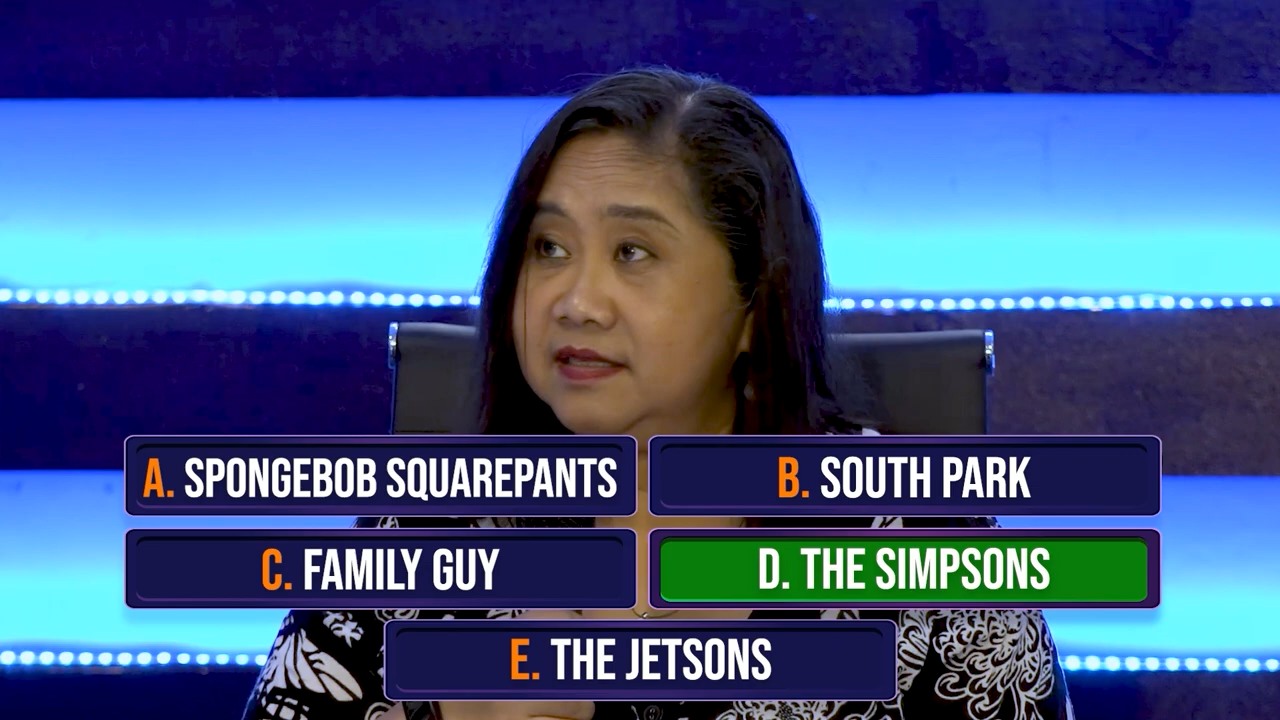 A. SPONGEBOB SQUAREPANTS
B. SOUTH PARK
C. FAMILY GUY
D. THE SIMPSONS
E. THE JETSONS